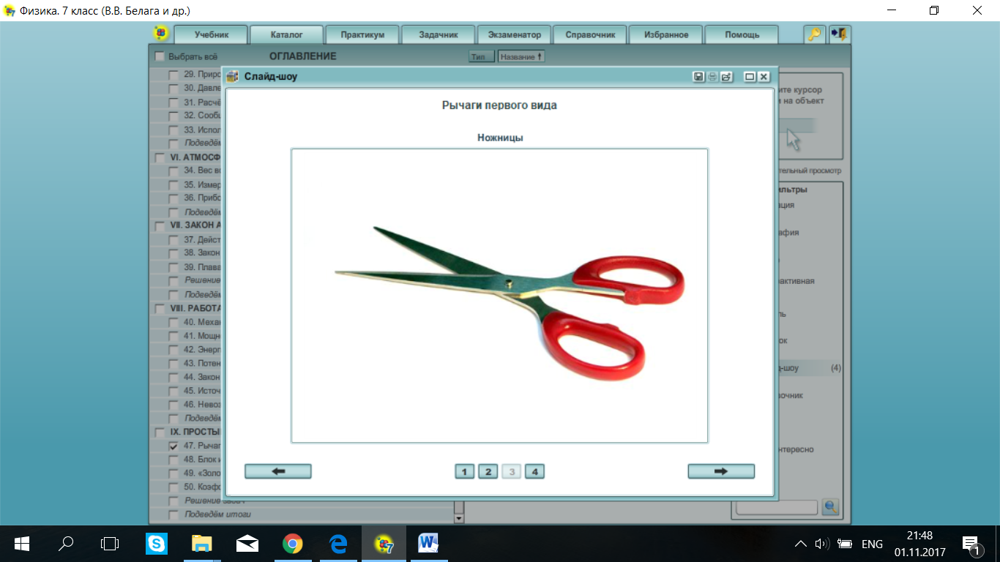 Физика. 7 класс (В.В. Белага и др.)
Учебник
Каталог
Практикум
Задачник
Экзаменатор
Справочник
Избранное
Помощь
Выбрать всё
ОГЛАВЛЕНИЕ
Тип
Название
Слайд-шоу
Рычаги первого вида
Ножницы
29. Приро
30. Давле
31. Расчё
32. Сообщ
33. Испол
Подведём
VI. АТМОСФ
34. Вес во
35. Измер
36. Прибо
Подведём
VII. ЗАКОН А
37. Дейст
38. Закон
39. Плава
Решение
Подведём
VIII. РАБОТА
40. Механ
41. Мощн
42. Энерг
43. Потен
44. Закон
45. Источ
46. Невоз
Подведём
IX. ПРОСТЫ
47. Рычаг
48. Блок и
49. «Золо
50. Коэфф
Решение задач
Подведём итоги
ите курсор
на объект
тельный просмотр
ильтры
ция
афия
активная
ль
ок
д-шоу (4)
вочник
нтересно
1 2 3 4
ENG
21:48
01.11.2017
1